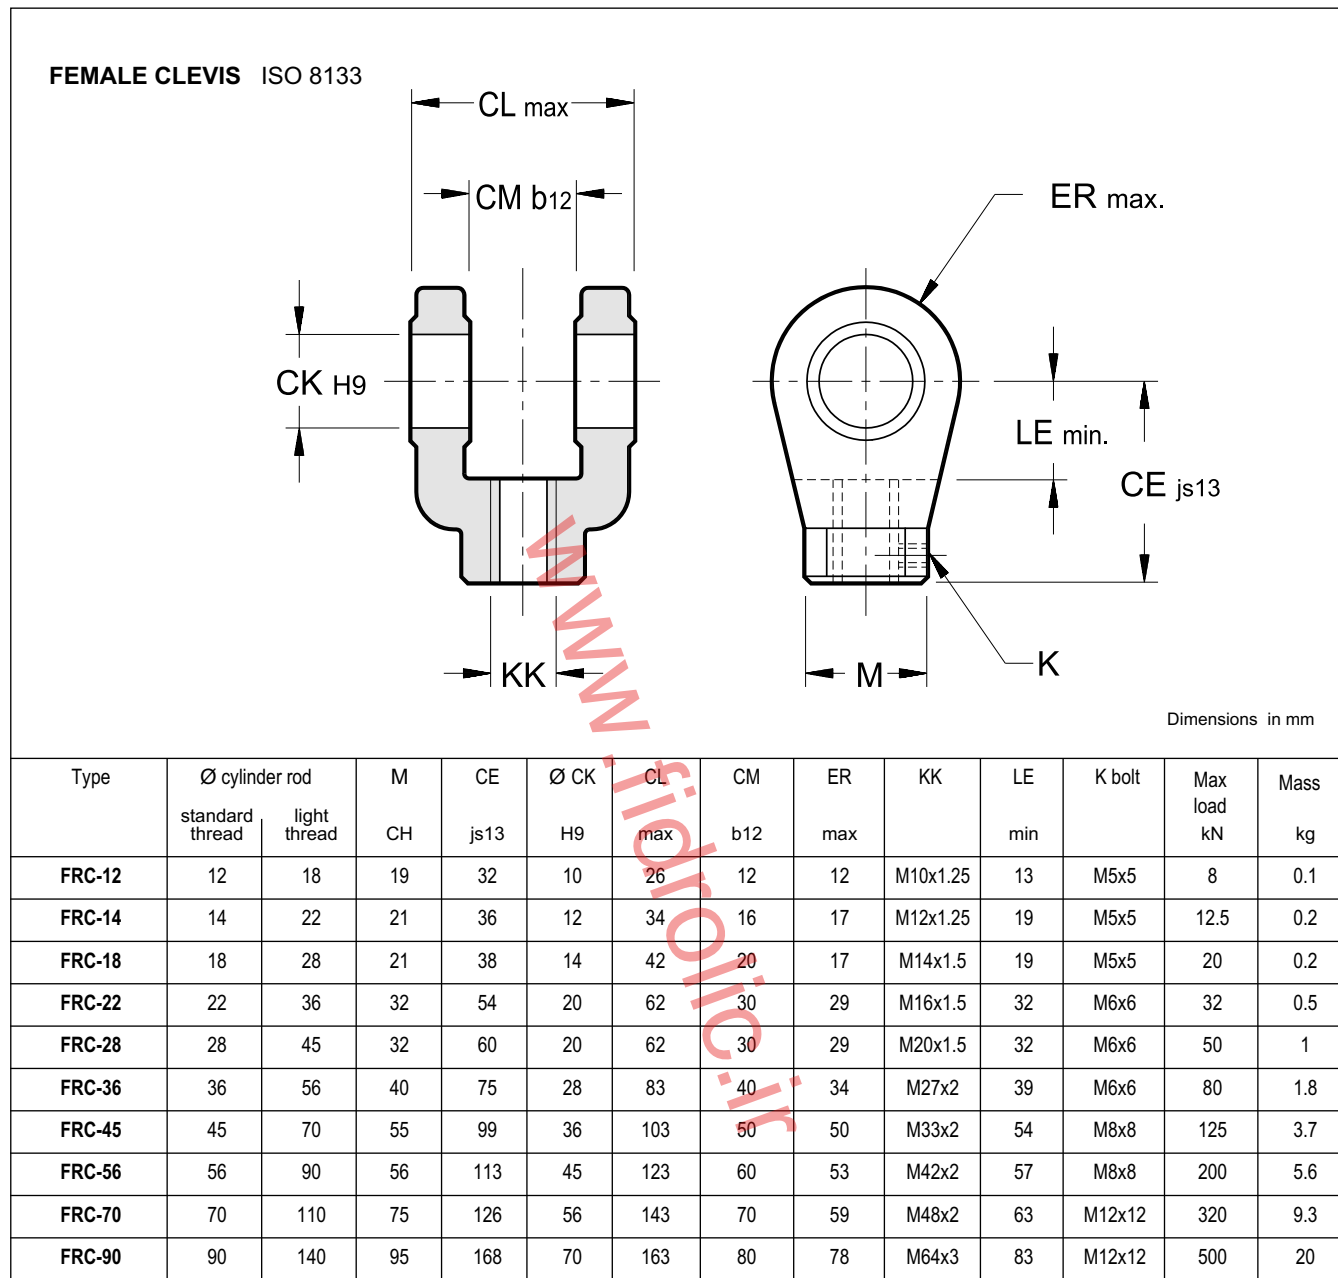 FEMALE CLEVIS ISO 8133
CL max
CM b12
ER max.
CK H9
LE min.
CE js13
KK
M
K
Dimensions in mm
Type Ø cylinder rod M CE Ø CK CL CM ER KK LE K bolt Max load kN Mass kg
standard thread light thread CH js13 H9 max b12 max min
FRC-12 12 18 19 32 10 26 12 12 M10x1.25 13 M5x5 8 0.1
FRC-14 14 22 21 36 12 34 16 17 M12x1.25 19 M5x5 12.5 0.2
FRC-18 18 28 21 38 14 42 20 17 M14x1.5 19 M5x5 20 0.2
FRC-22 22 36 32 54 20 62 30 29 M16x1.5 32 M6x6 32 0.5
FRC-28 28 45 32 60 20 62 30 29 M20x1.5 32 M6x6 50 1
FRC-36 36 56 40 75 28 83 40 34 M27x2 39 M6x6 80 1.8
FRC-45 45 70 55 99 36 103 50 50 M33x2 54 M8x8 125 3.7
FRC-56 56 90 56 113 45 123 60 53 M42x2 57 M8x8 200 5.6
FRC-70 70 110 75 126 56 143 70 59 M48x2 63 M12x12 320 9.3
FRC-90 90 140 95 168 70 163 80 78 M64x3 83 M12x12 500 20
www.fidrolic.ir